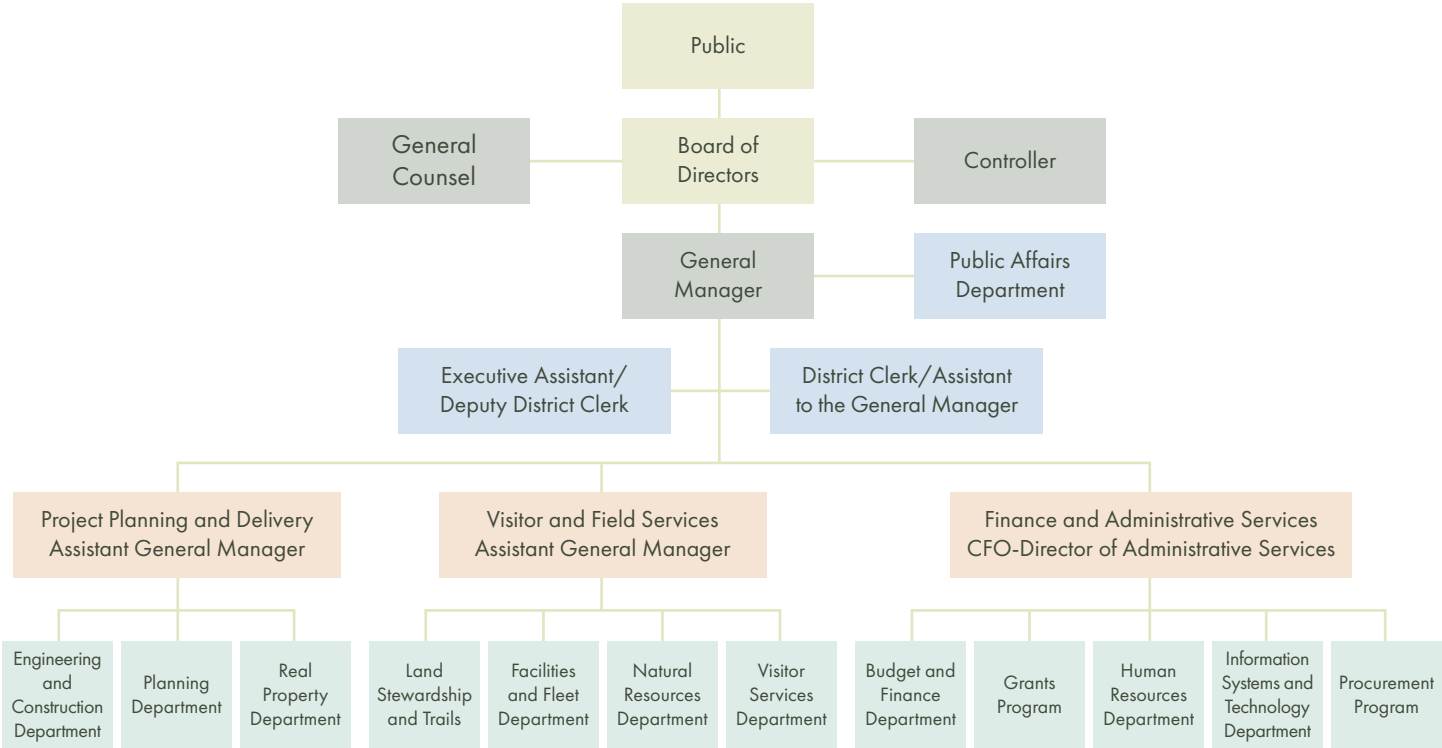 Public
General
Counsel
Board of
Directors
Controller
General
Manager
Public Affairs
Department
Executive Assistant/
Deputy District Clerk
District Clerk/Assistant
to the General Manager
Project Planning and Delivery
Assistant General Manager
Visitor and Field Services
Assistant General Manager
Finance and Administrative Services
CFO-Director of Administrative Services
Engineering
and
Construction
Department
Planning
Department
Real
Property
Department
Land
Stewardship
and Trails
Facilities
and Fleet
Department
Natural
Resources
Department
Visitor
Services
Department
Budget and
Finance
Department
Grants
Program
Human
Resources
Department
Information
Systems and
Technology
Department
Procurement
Program